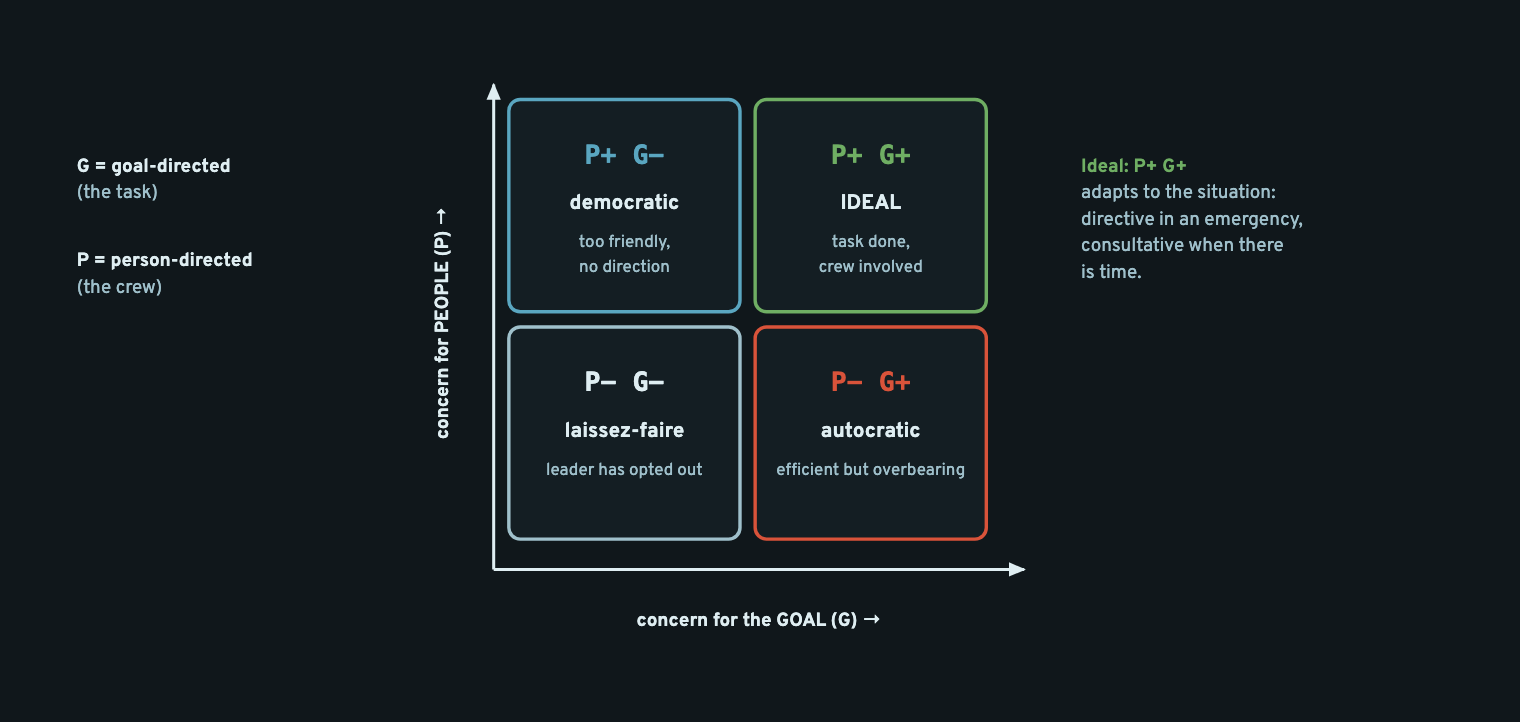 G = goal-directed
(the task)
P = person-directed
(the crew)
concern for PEOPLE (P) →
P+ G–
democratic
too friendly,
no direction
P+ G+
IDEAL
task done,
crew involved
P– G–
laissez-faire
leader has opted out
P– G+
autocratic
efficient but overbearing
concern for the GOAL (G) →
Ideal: P+ G+
adapts to the situation:
directive in an emergency,
consultative when there
is time.